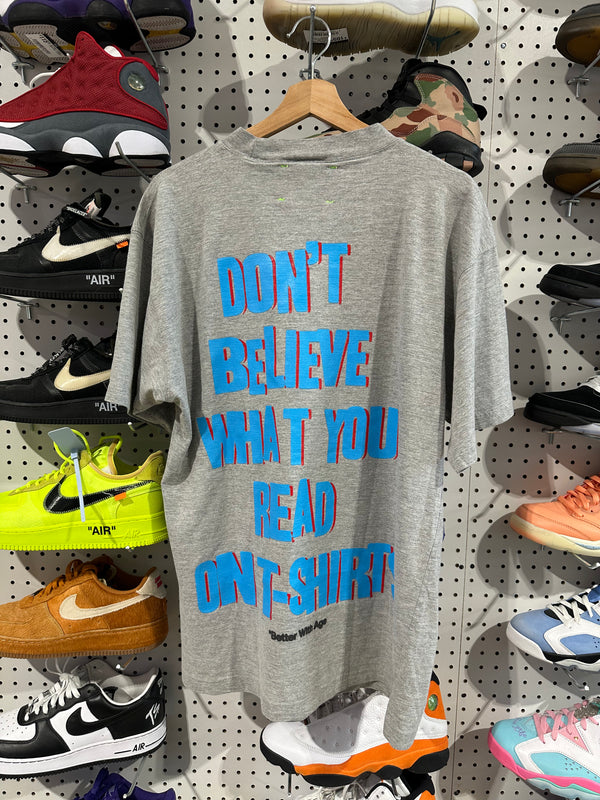 DON'T
BELIEVE
WHAT YOU
READ
ON T-SHIRTS
*Better With Age
"AIR"
"AIR"
"AIR"
AIR